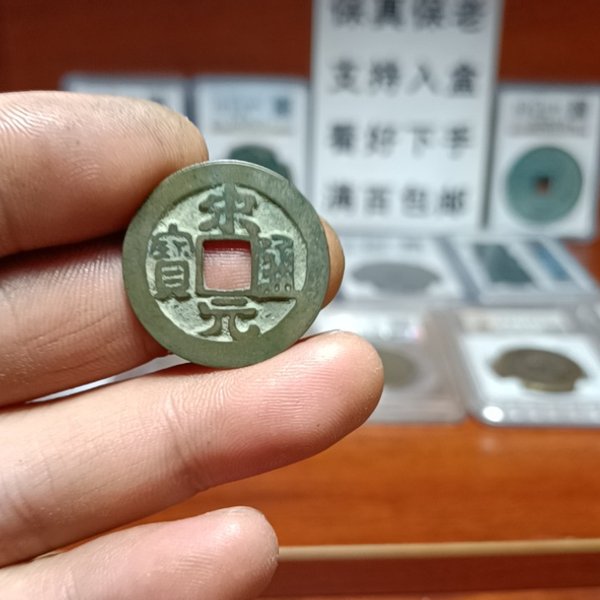 保真保老
支持入盒
看好下手
满百包邮
宋元通寶